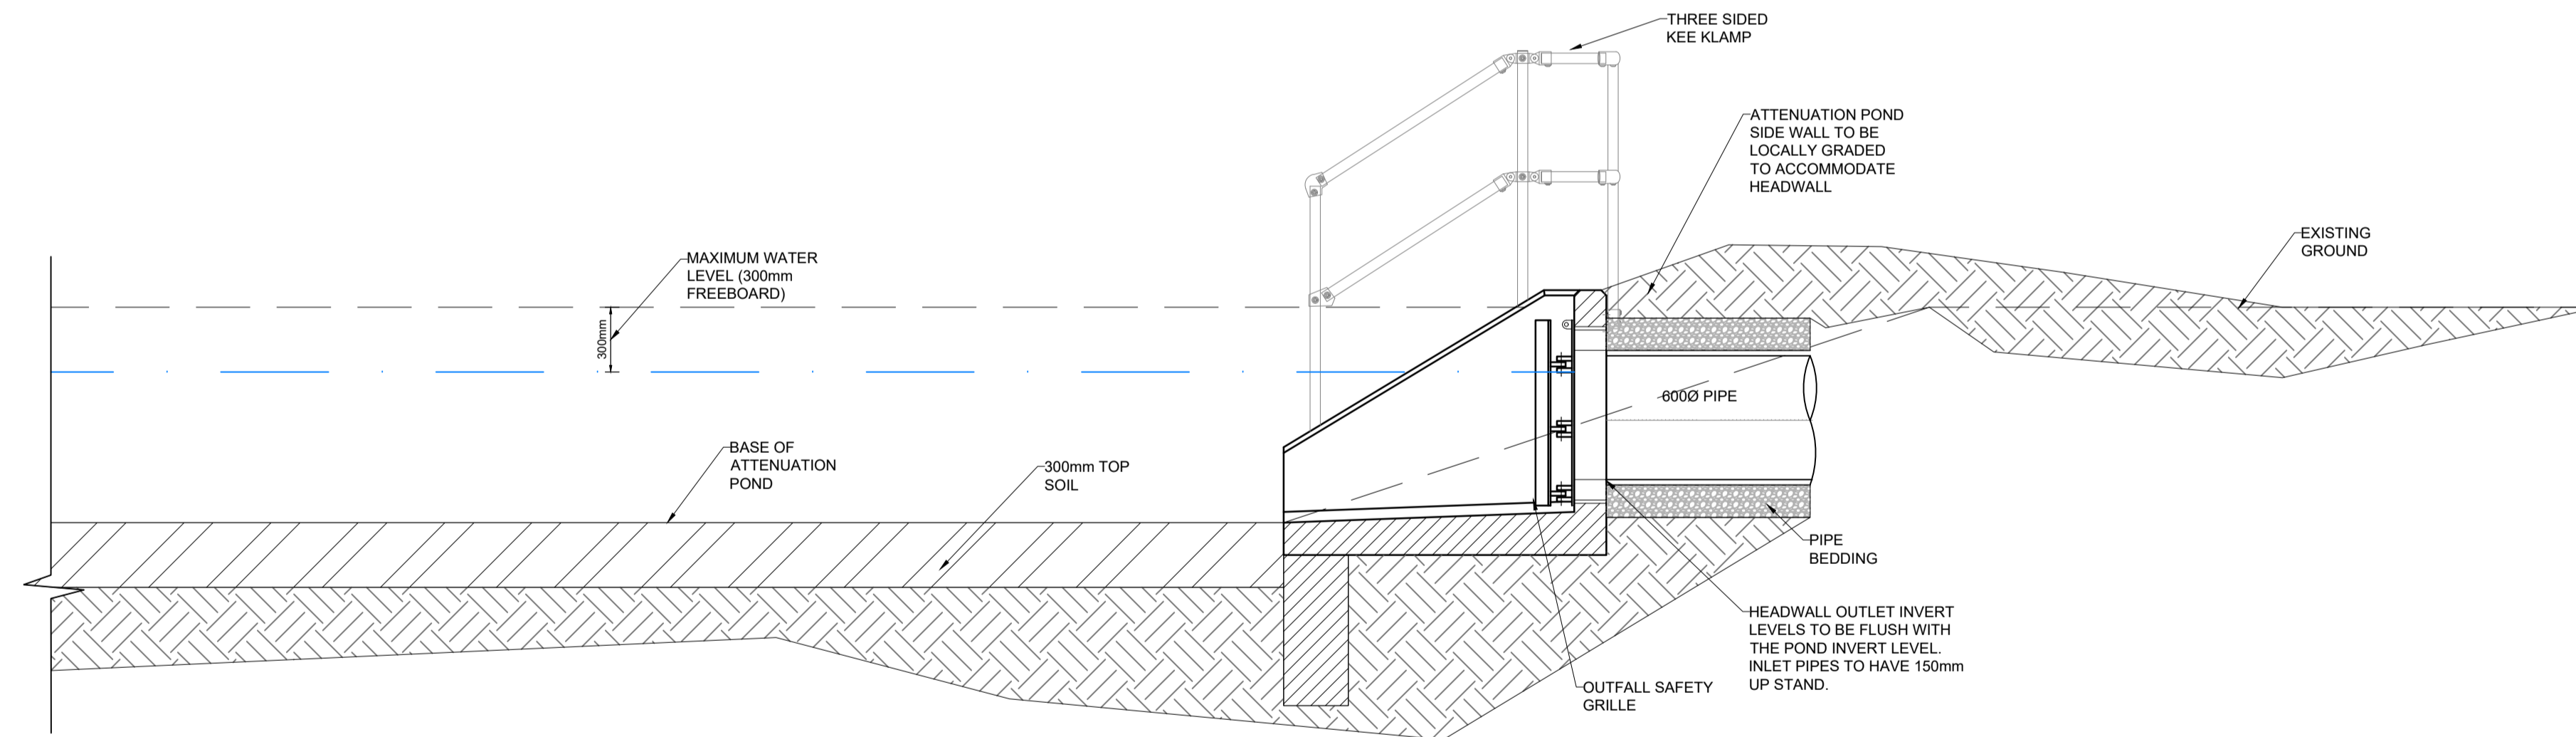 THREE SIDED
KEE KLAMP
ATTENUATION POND
SIDE WALL TO BE
LOCALLY GRADED
TO ACCOMMODATE
HEADWALL
EXISTING
GROUND
MAXIMUM WATER
LEVEL (300mm
FREEBOARD)
300mm
600Ø PIPE
BASE OF
ATTENUATION
POND
300mm TOP
SOIL
PIPE
BEDDING
HEADWALL OUTLET INVERT
LEVELS TO BE FLUSH WITH
THE POND INVERT LEVEL.
INLET PIPES TO HAVE 150mm
UP STAND.
OUTFALL SAFETY
GRILLE